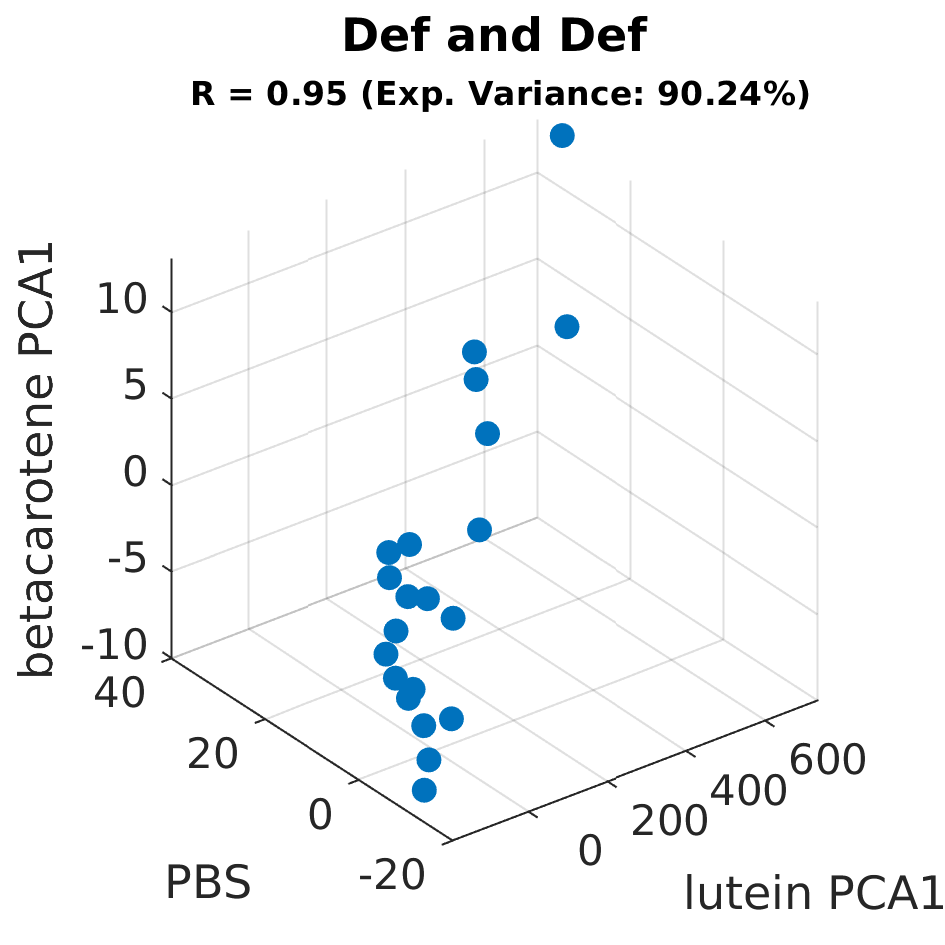 Def and Def
R = 0.95 (Exp. Variance: 90.24%)
betacarotene PCA1
10
5
0
-5
-10
40
20
0
-20
PBS
0
200
400
600
lutein PCA1